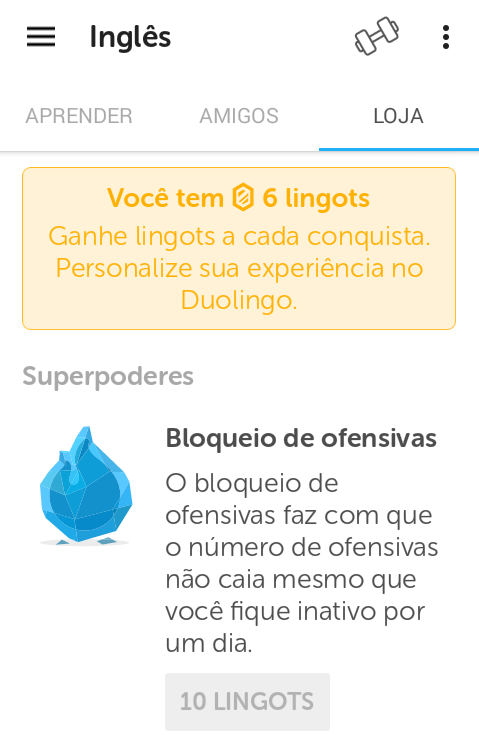 Inglês
APRENDER AMIGOS LOJA
Você tem 6 lingots
Ganhe lingots a cada conquista.
Personalize sua experiência no
Duolingo.
Superpoderes
Bloqueio de ofensivas
O bloqueio de
ofensivas faz com que
o número de ofensivas
não caia mesmo que
você fique inativo por
um dia.
10 LINGOTS